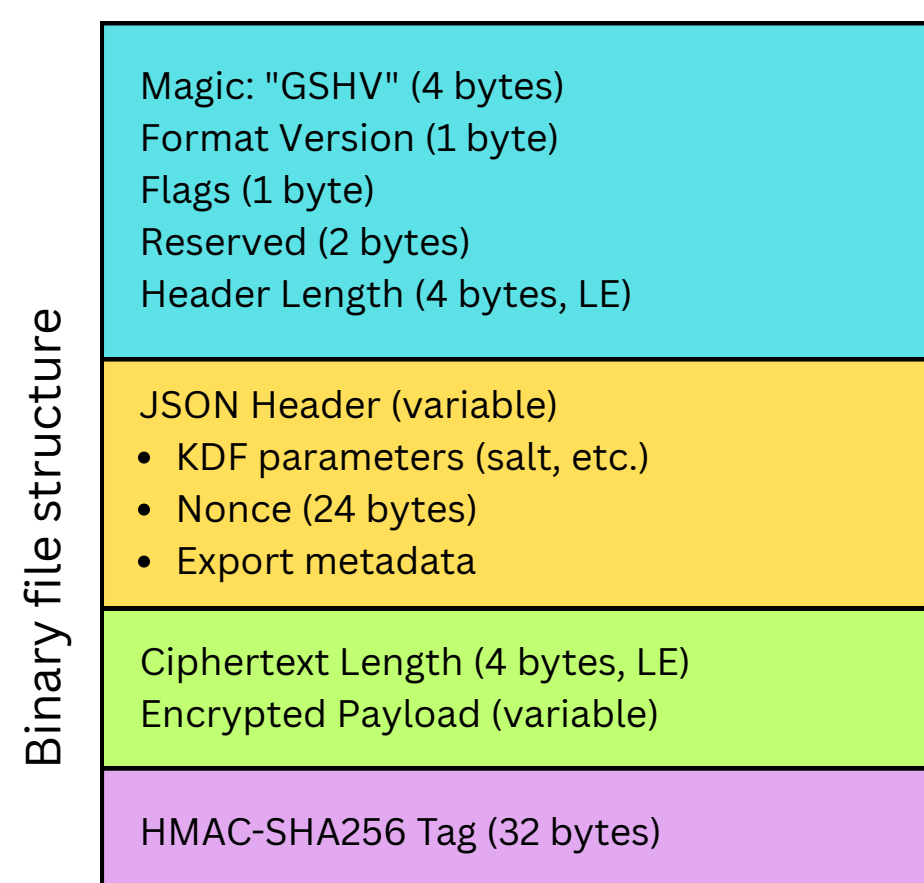 Binary file structure
Magic: "GSHV" (4 bytes)
Format Version (1 byte)
Flags (1 byte)
Reserved (2 bytes)
Header Length (4 bytes, LE)
JSON Header (variable)
• KDF parameters (salt, etc.)
• Nonce (24 bytes)
• Export metadata
Ciphertext Length (4 bytes, LE)
Encrypted Payload (variable)
HMAC-SHA256 Tag (32 bytes)